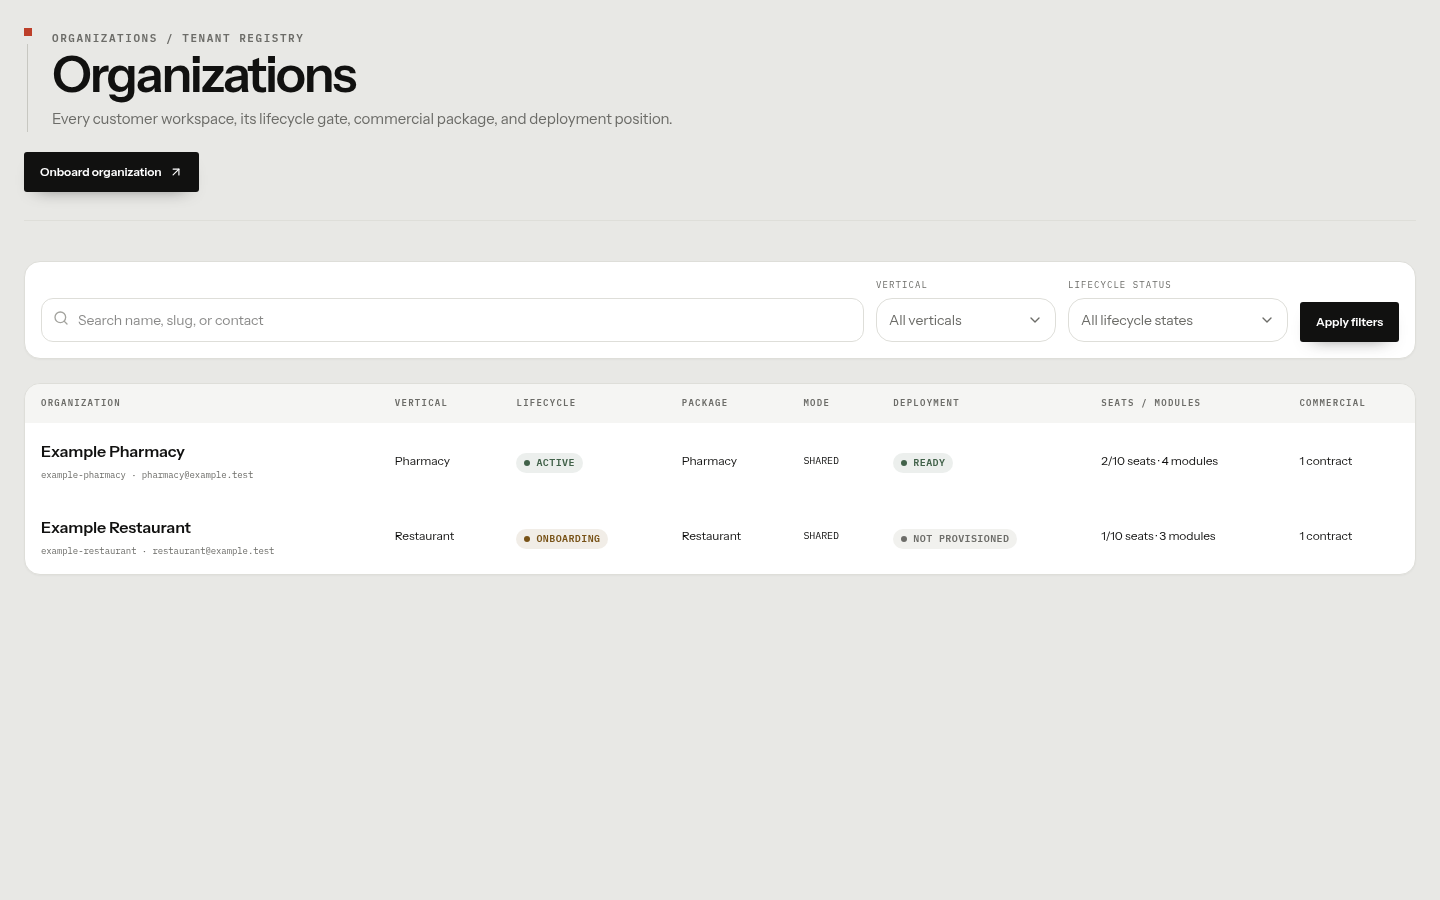 ORGANIZATIONS / TENANT REGISTRY
Organizations
Every customer workspace, its lifecycle gate, commercial package, and deployment position.
Onboard organization
VERTICAL LIFECYCLE STATUS
Search name, slug, or contact All verticals All lifecycle states Apply filters
ORGANIZATION VERTICAL LIFECYCLE PACKAGE MODE DEPLOYMENT SEATS / MODULES COMMERCIAL
Example Pharmacy
example-pharmacy · pharmacy@example.test
Pharmacy ACTIVE Pharmacy SHARED READY 2/10 seats · 4 modules 1 contract
Example Restaurant
example-restaurant · restaurant@example.test
Restaurant ONBOARDING Restaurant SHARED NOT PROVISIONED 1/10 seats · 3 modules 1 contract